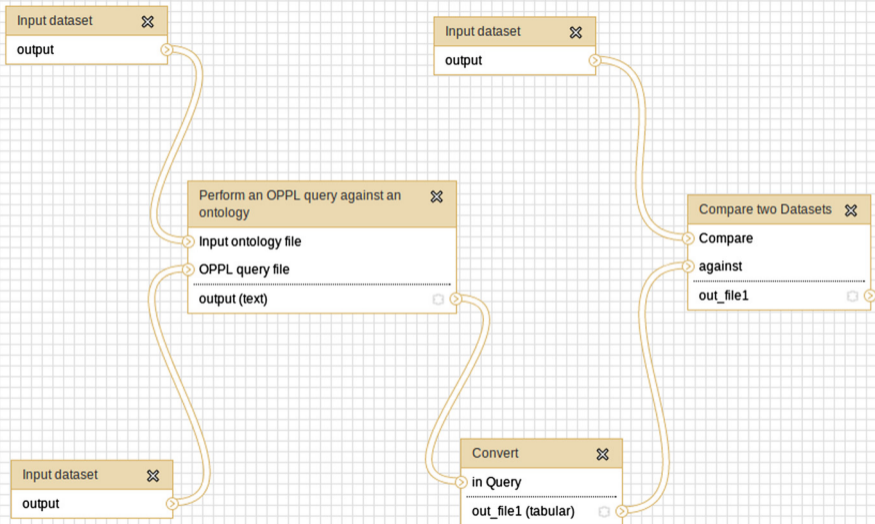 Input dataset
output
Input dataset
output
Perform an OPPL query against an
ontology
Input ontology file
OPPL query file
output (text)
Compare two Datasets
Compare
against
out_file1
Input dataset
output
Convert
in Query
out_file1 (tabular)